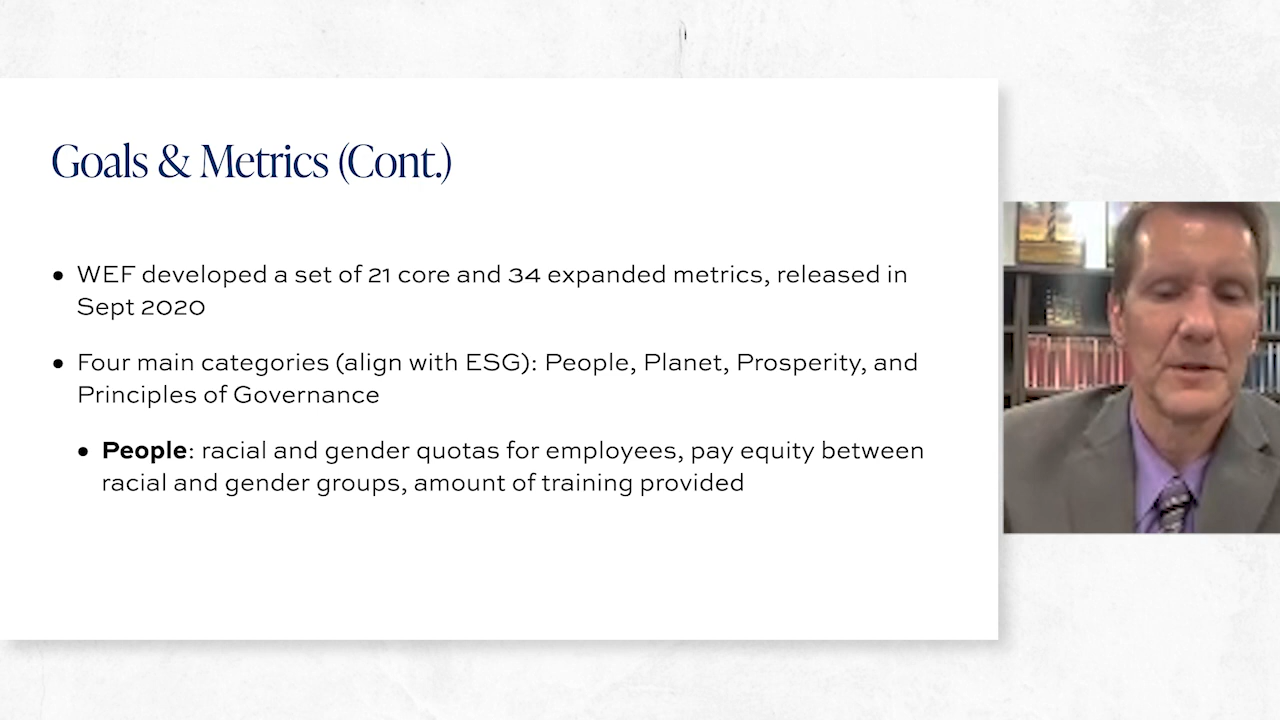 Goals & Metrics (Cont.)
• WEF developed a set of 21 core and 34 expanded metrics, released in
Sept 2020
• Four main categories (align with ESG): People, Planet, Prosperity, and
Principles of Governance
• People: racial and gender quotas for employees, pay equity between
racial and gender groups, amount of training provided